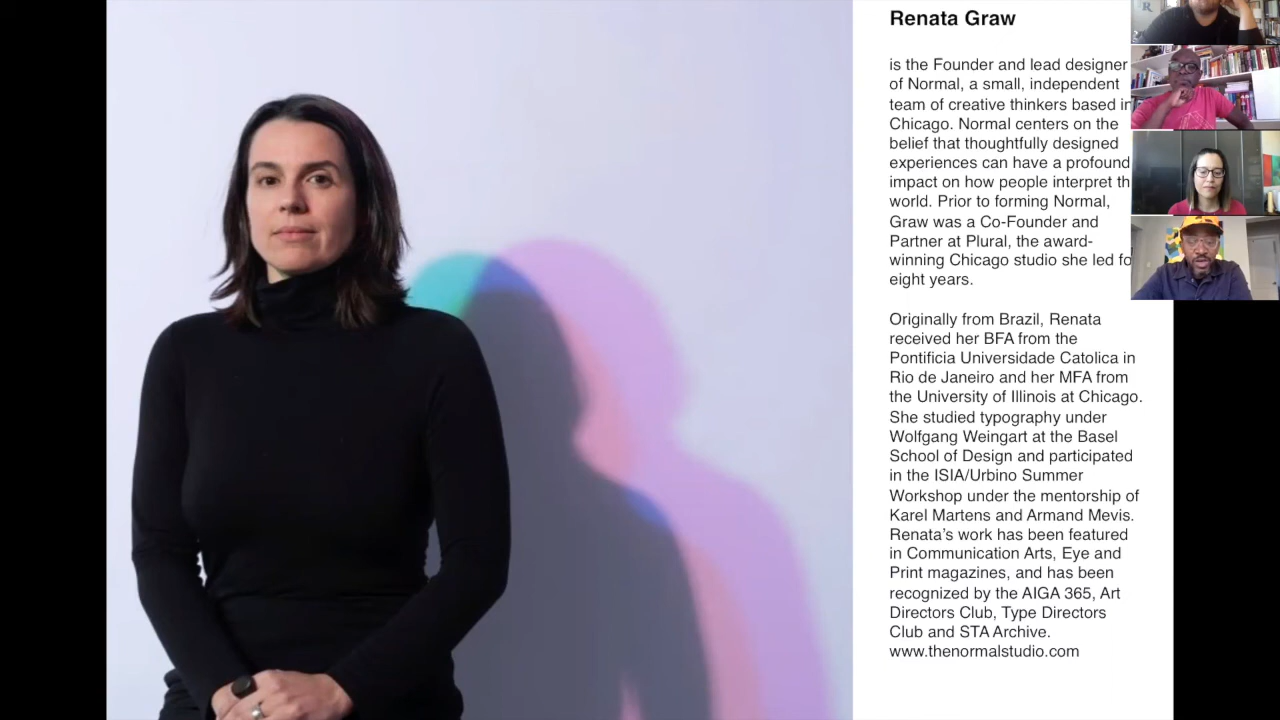 Renata Graw
is the Founder and lead designer
of Normal, a small, independent
team of creative thinkers based in
Chicago. Normal centers on the
belief that thoughtfully designed
experiences can have a profound
impact on how people interpret th
world. Prior to forming Normal,
Graw was a Co-Founder and
Partner at Plural, the award-
winning Chicago studio she led fo
eight years.
Originally from Brazil, Renata
received her BFA from the
Pontificia Universidade Catolica in
Rio de Janeiro and her MFA from
the University of Illinois at Chicago.
She studied typography under
Wolfgang Weingart at the Basel
School of Design and participated
in the ISIA/Urbino Summer
Workshop under the mentorship of
Karel Martens and Armand Mevis.
Renata’s work has been featured
in Communication Arts, Eye and
Print magazines, and has been
recognized by the AIGA 365, Art
Directors Club, Type Directors
Club and STA Archive.
www.thenormalstudio.com